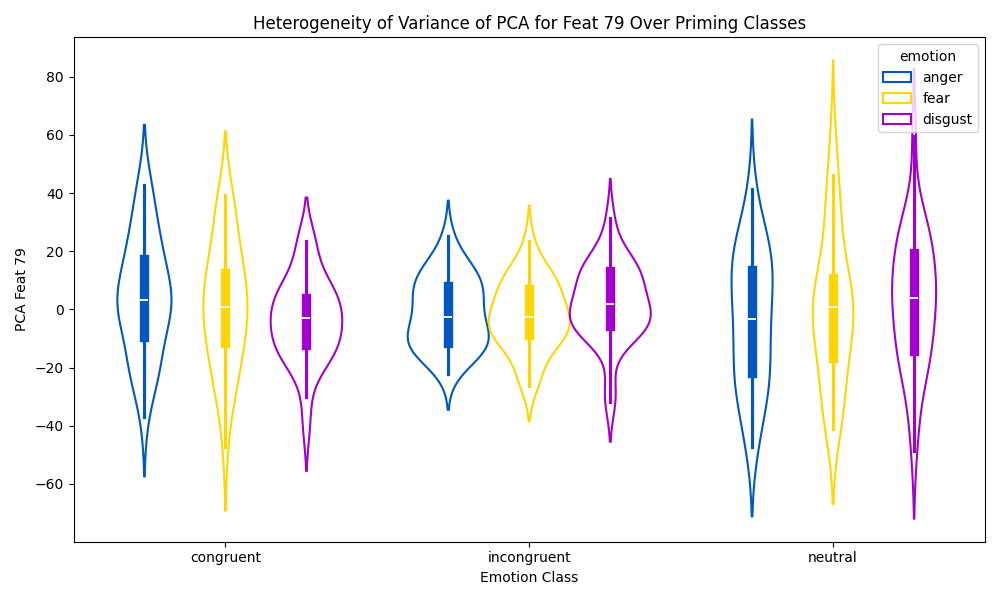 Heterogeneity of Variance of PCA for Feat 79 Over Priming Classes
emotion
anger
fear
disgust
PCA Feat 79
80
60
40
20
0
−20
−40
−60
congruent
incongruent
neutral
Emotion Class